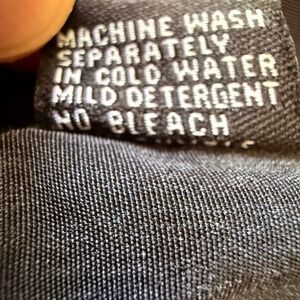 MACHINE WASH
SEPARATELY
IN COLD WATER
MILD DETERGENT
NO BLEACH